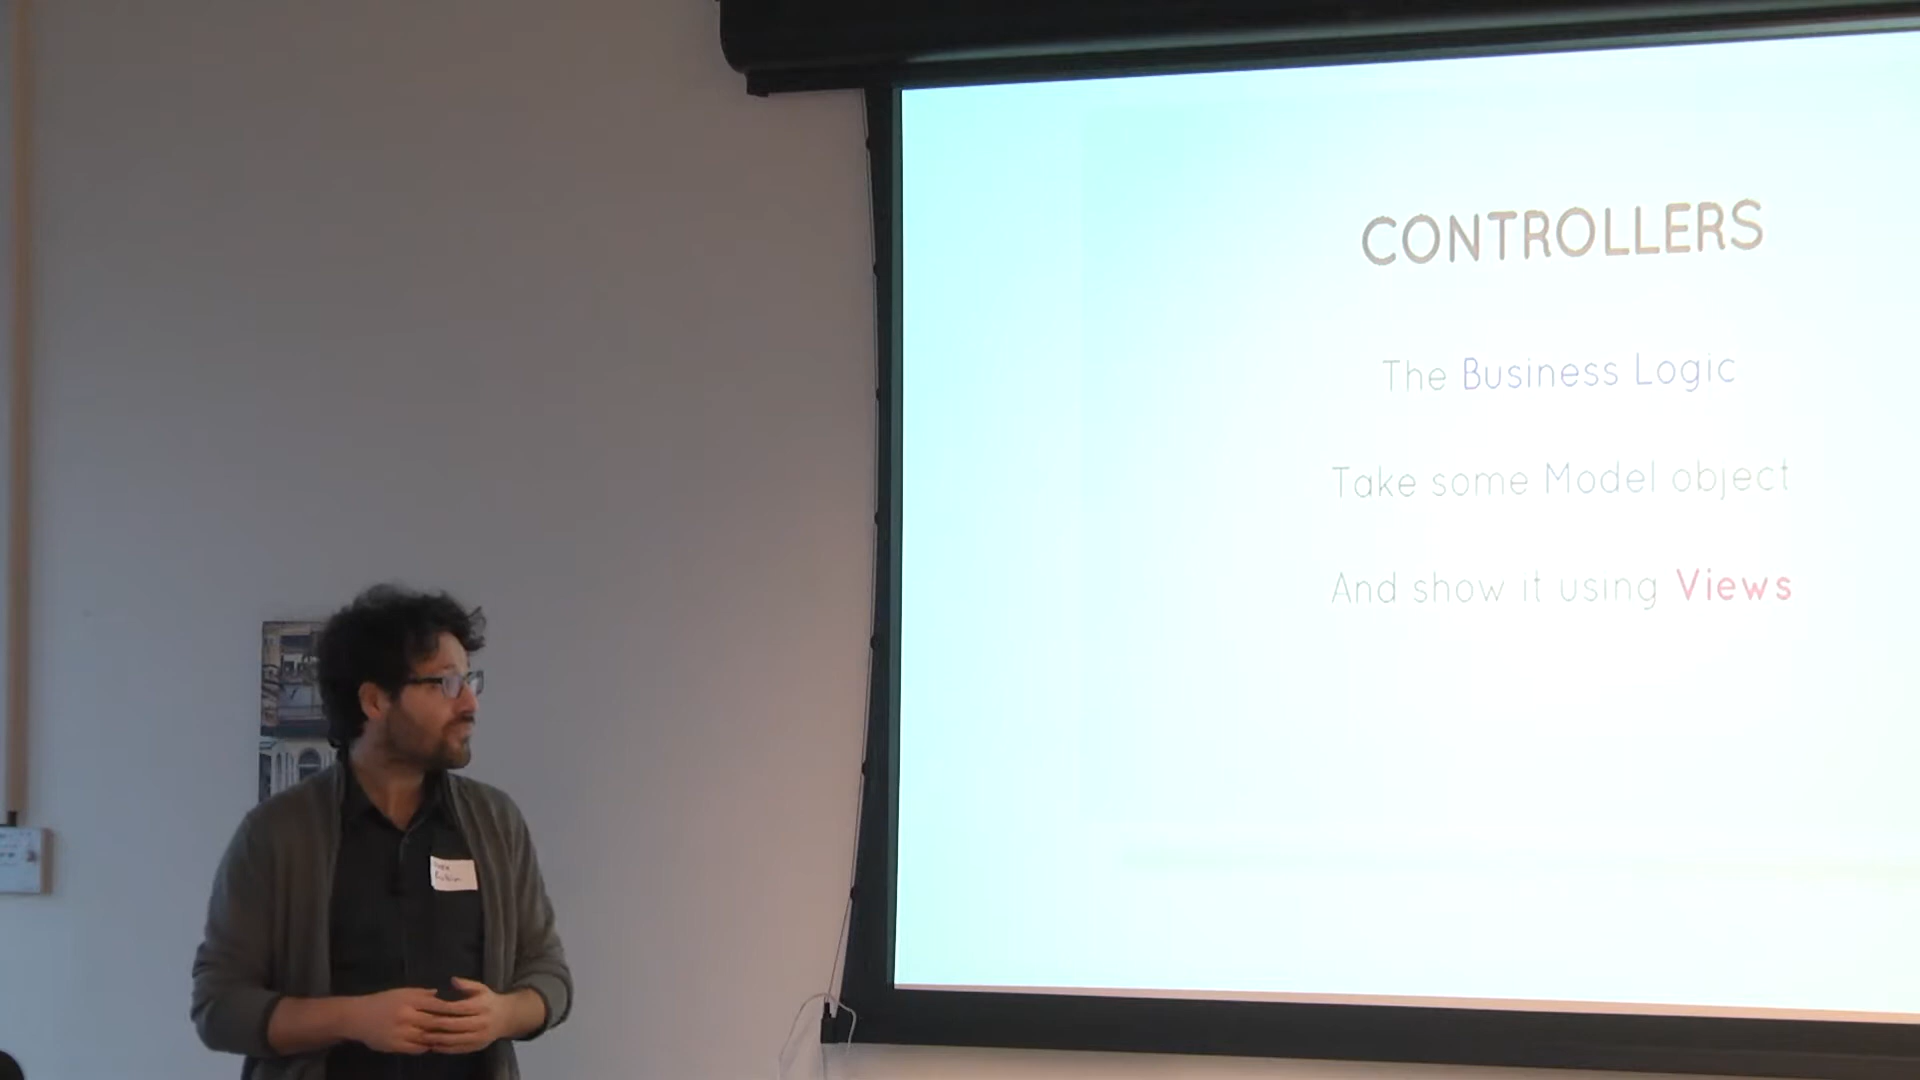 CONTROLLERS
The Business Logic
Take some Model object
And show it using Views